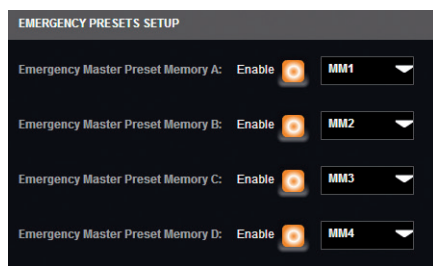 EMERGENCY PRESETS SETUP
Emergency Master Preset Memory A: Enable MM1
Emergency Master Preset Memory B: Enable MM2
Emergency Master Preset Memory C: Enable MM3
Emergency Master Preset Memory D: Enable MM4